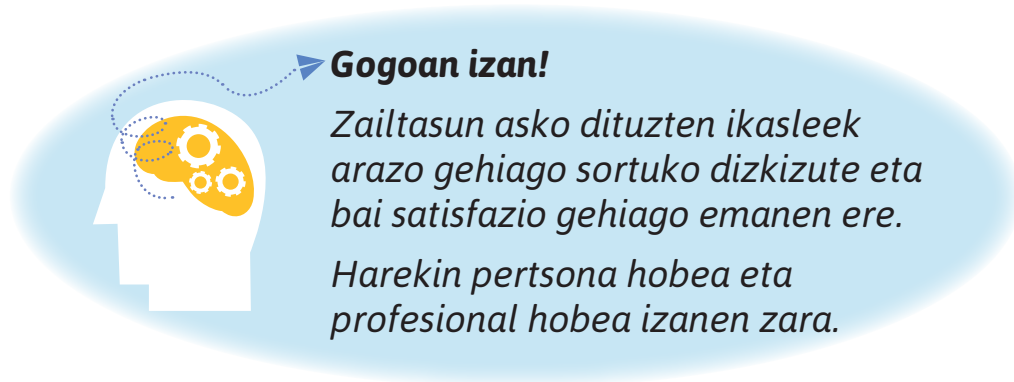 Gogoan izan!
Zailtasun asko dituzten ikasleek
arazo gehiago sortuko dizkizute eta
bai satisfazio gehiago emanen ere.
Harekin pertsona hobea eta
profesional hobea izanen zara.